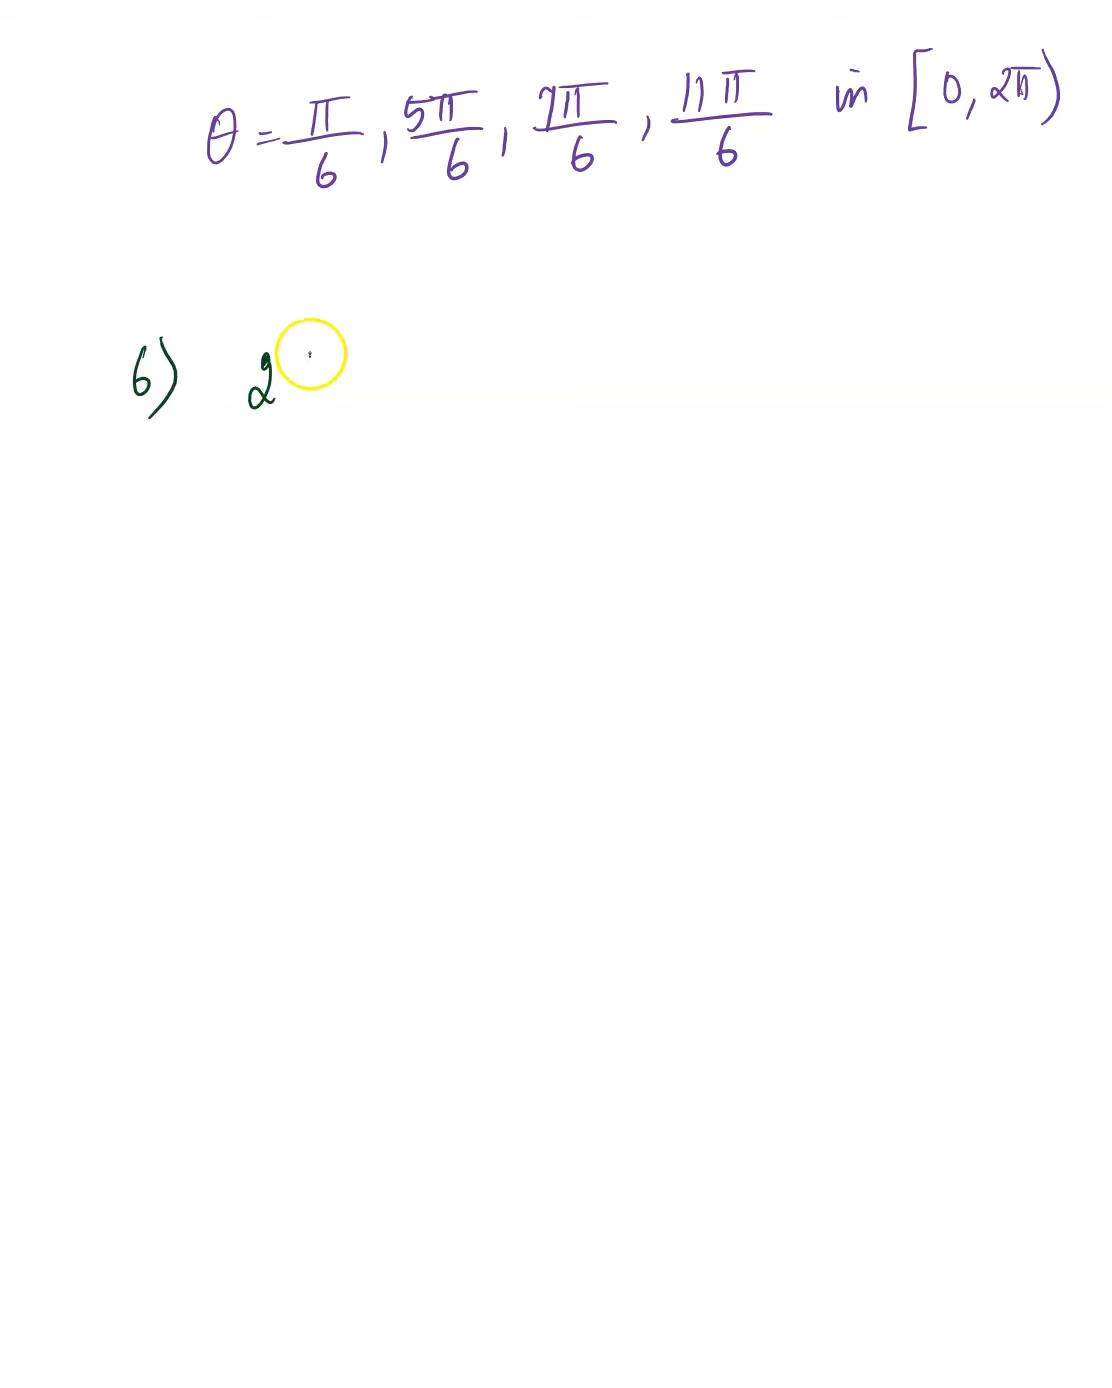 θ = π/6, 5π/6, 7π/6, 11π/6 in [0, 2π)
6) 2